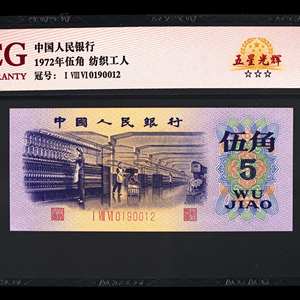 CG
RRANTY
中国人民银行
1972年伍角 纺织工人
冠号: I VIII VI 0190012
五星光辉
☆☆☆
中国人民银行
伍角
5
WU
JIAO
I VIII VI 0190012